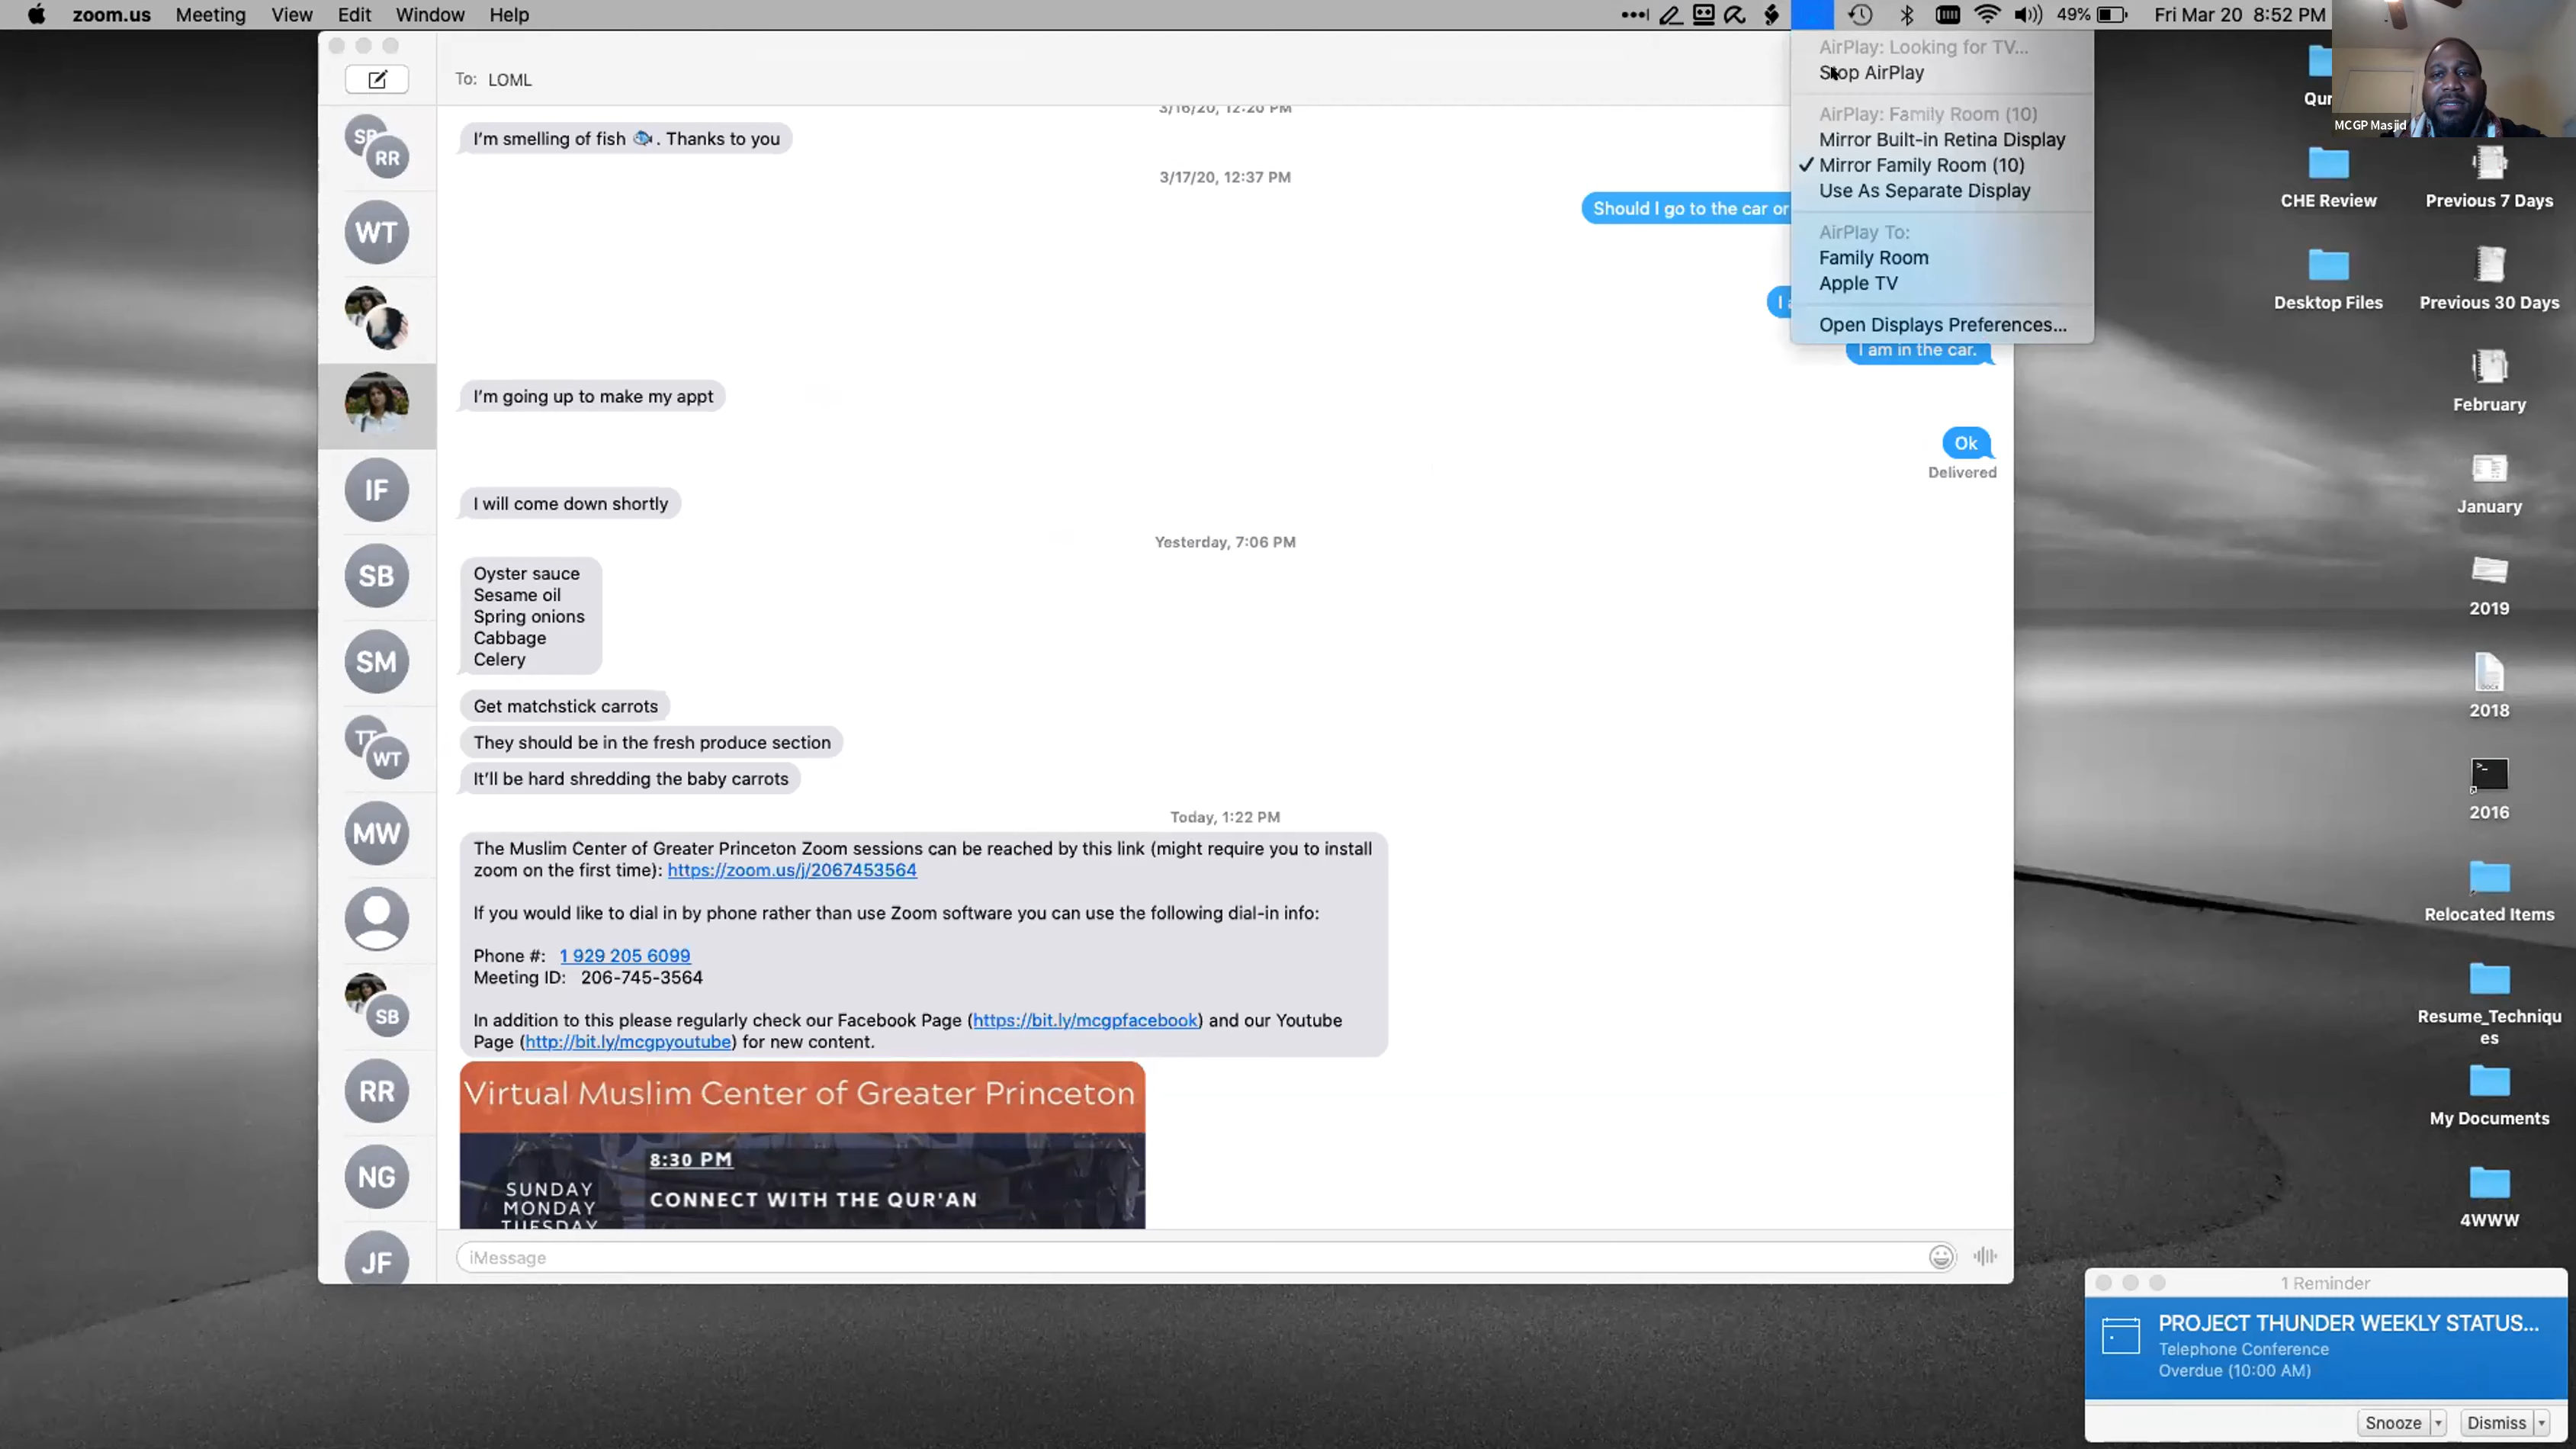 zoom.us Meeting View Edit Window Help
49% Fri Mar 20 8:52 PM
To: LOML
3/16/20, 12:20 PM
I'm smelling of fish 🐟. Thanks to you
3/17/20, 12:37 PM
Should I go to the car or
I am in the car.
I'm going up to make my appt
Ok
Delivered
I will come down shortly
Yesterday, 7:06 PM
Oyster sauce
Sesame oil
Spring onions
Cabbage
Celery
Get matchstick carrots
They should be in the fresh produce section
It'll be hard shredding the baby carrots
Today, 1:22 PM
The Muslim Center of Greater Princeton Zoom sessions can be reached by this link (might require you to install
zoom on the first time): https://zoom.us/j/2067453564
If you would like to dial in by phone rather than use Zoom software you can use the following dial-in info:
Phone #: 1 929 205 6099
Meeting ID: 206-745-3564
In addition to this please regularly check our Facebook Page (https://bit.ly/mcgpfacebook) and our Youtube
Page (http://bit.ly/mcgpyoutube) for new content.
Virtual Muslim Center of Greater Princeton
8:30 PM
SUNDAY
MONDAY
TUESDAY
CONNECT WITH THE QUR'AN
iMessage
SB
RR
WT
IF
SB
SM
TT
WT
MW
SB
RR
NG
JF
AirPlay: Looking for TV...
Stop AirPlay
AirPlay: Family Room (10)
Mirror Built-in Retina Display
✓ Mirror Family Room (10)
Use As Separate Display
AirPlay To:
Family Room
Apple TV
Open Displays Preferences...
MCGP Masjid
CHE Review
Desktop Files
Previous 7 Days
Previous 30 Days
February
January
2019
DOCX
2018
2016
Relocated Items
Resume_Techniqu
es
My Documents
4WWW
1 Reminder
PROJECT THUNDER WEEKLY STATUS...
Telephone Conference
Overdue (10:00 AM)
Snooze
Dismiss